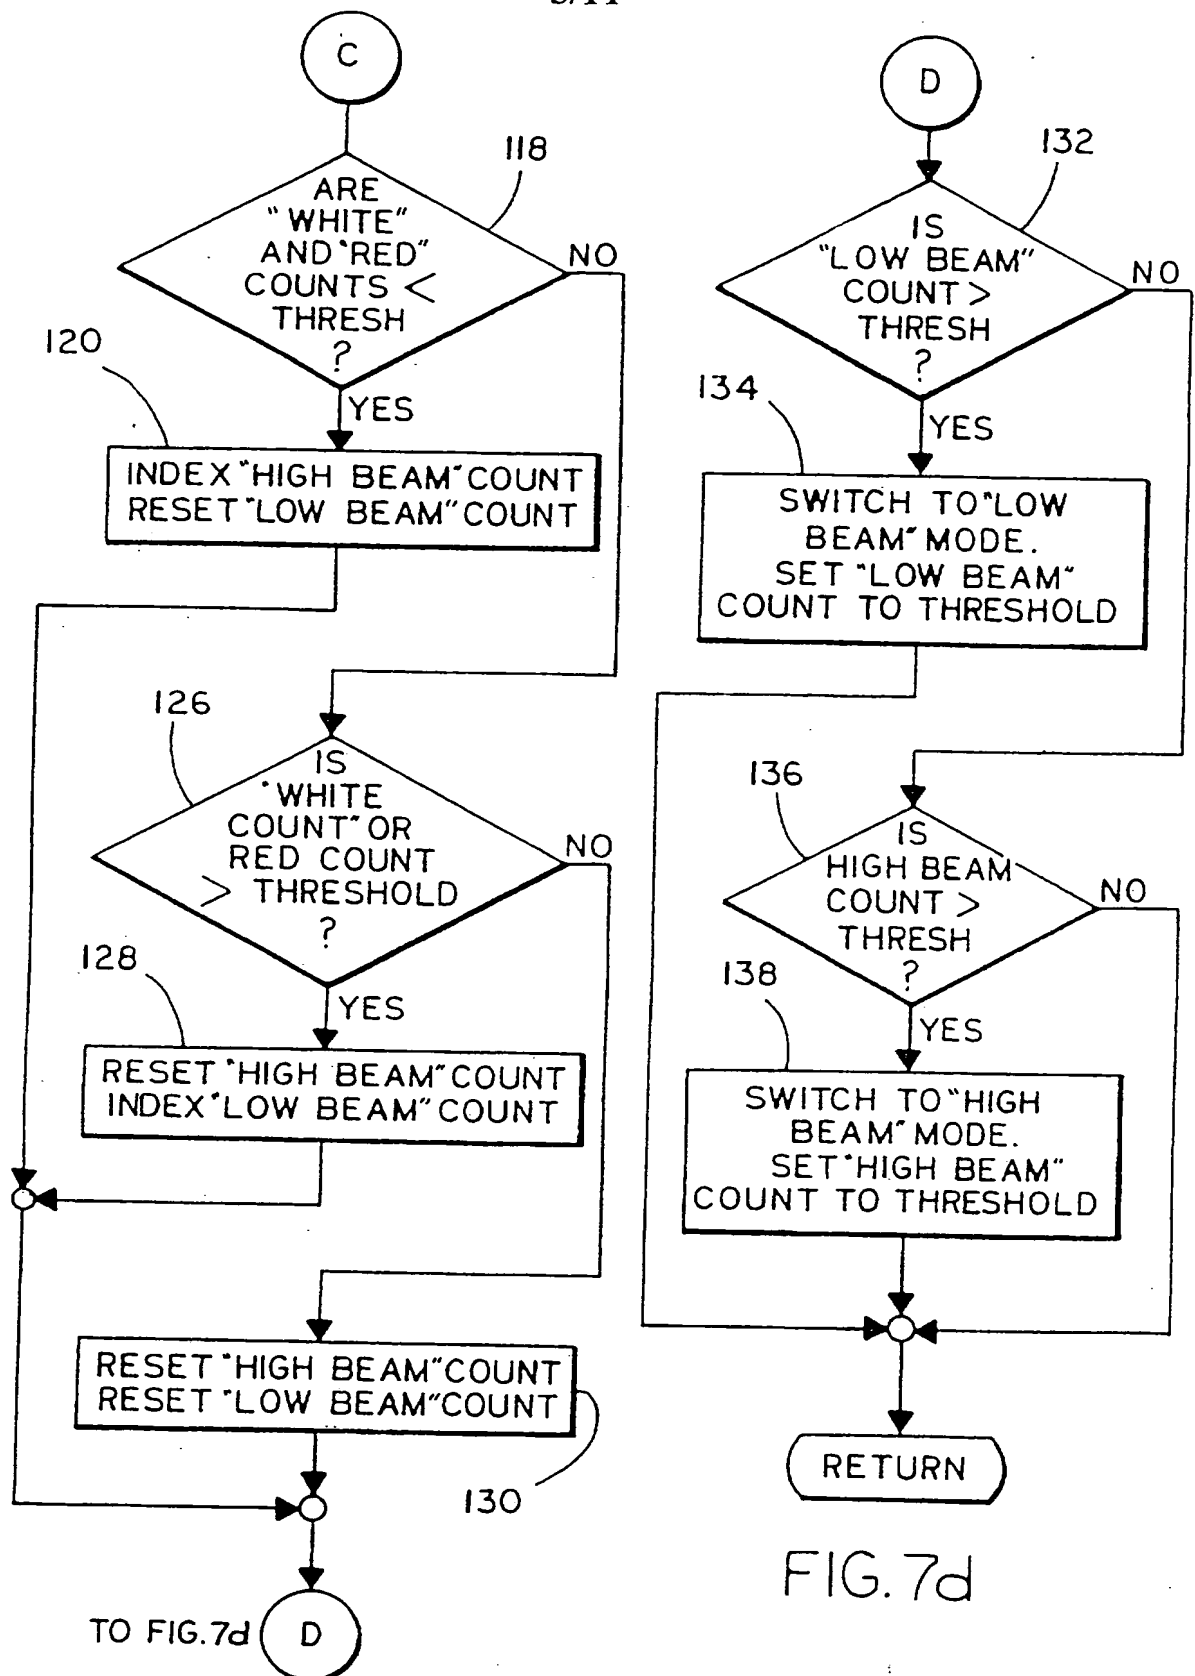 C
118
ARE
"WHITE"
AND "RED"
COUNTS <
THRESH
?
NO
120
YES
INDEX "HIGH BEAM" COUNT
RESET "LOW BEAM" COUNT
126
IS
"WHITE
COUNT" OR
RED COUNT
> THRESHOLD
?
NO
128
YES
RESET "HIGH BEAM" COUNT
INDEX "LOW BEAM" COUNT
RESET "HIGH BEAM" COUNT
RESET "LOW BEAM" COUNT
130
TO FIG.7d
D
D
132
IS
"LOW BEAM"
COUNT >
THRESH
?
NO
134
YES
SWITCH TO "LOW
BEAM" MODE.
SET "LOW BEAM"
COUNT TO THRESHOLD
136
IS
HIGH BEAM
COUNT >
THRESH
?
NO
138
YES
SWITCH TO "HIGH
BEAM" MODE.
SET "HIGH BEAM"
COUNT TO THRESHOLD
RETURN
FIG.7d